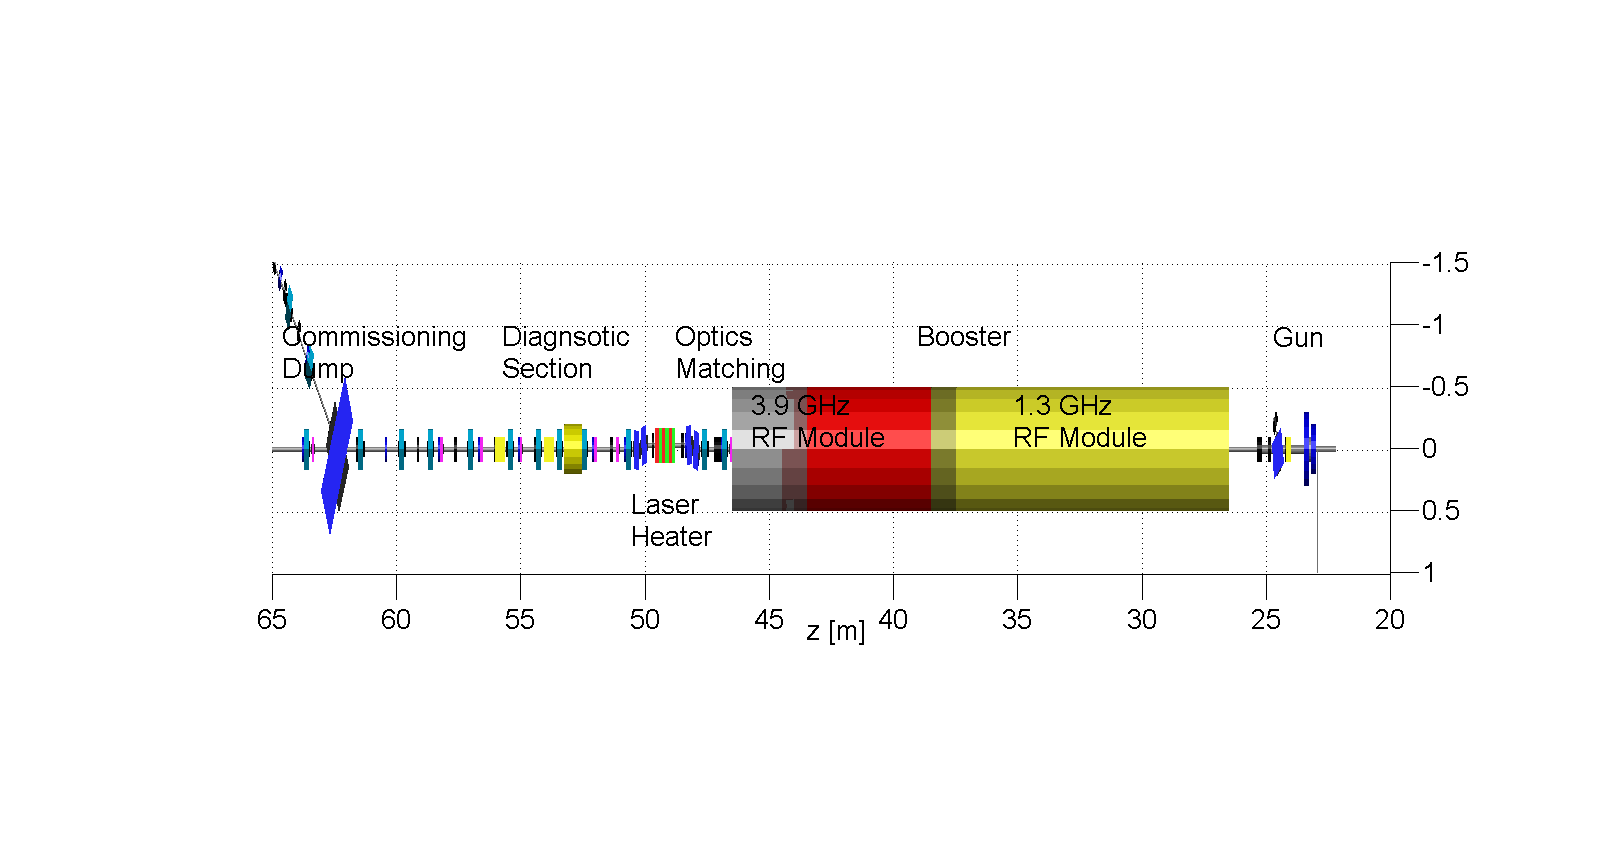 -1.5
-1
Commissioning
Dump
Diagnsotic
Section
Optics
Matching
Booster
Gun
-0.5
3.9 GHz
RF Module
1.3 GHz
RF Module
0
Laser
Heater
0.5
1
65
60
55
50
45
40
35
30
25
20
z [m]